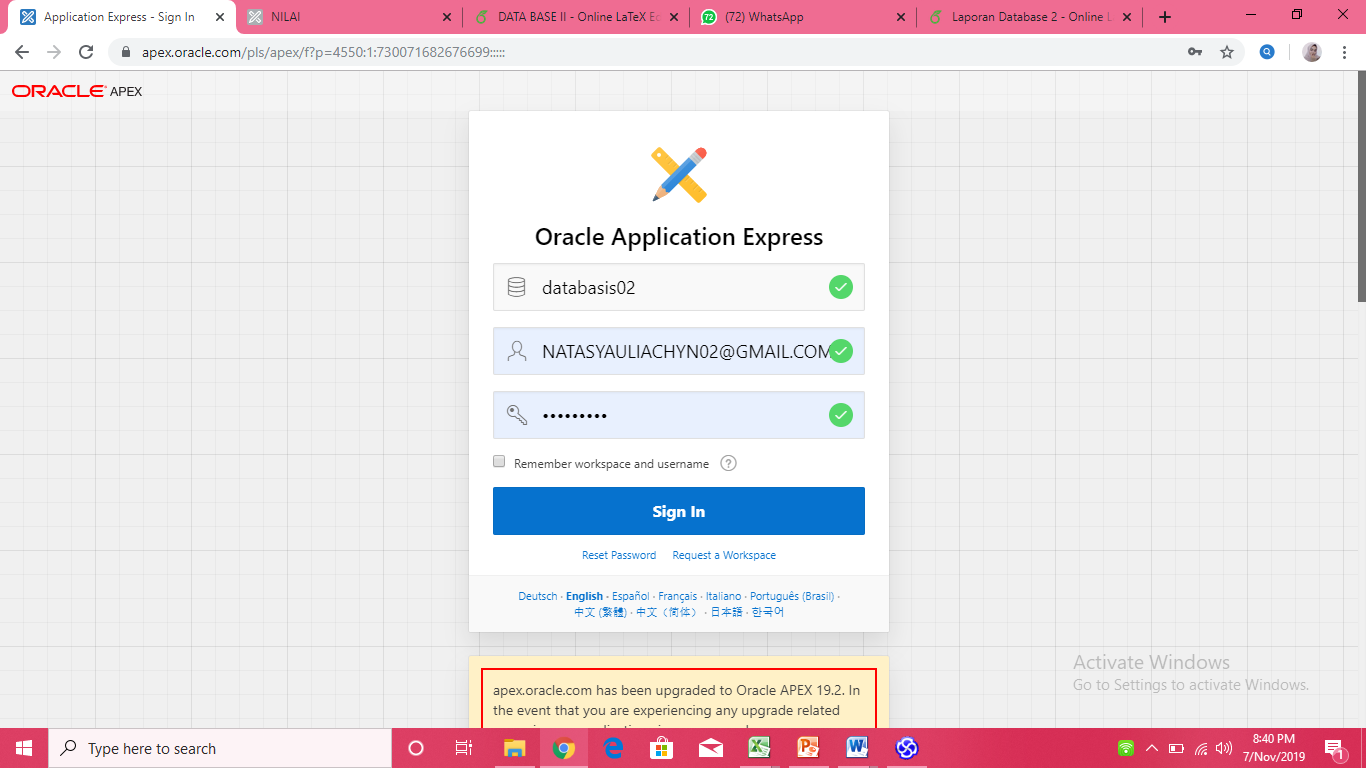 Application Express - Sign In
NILAI
DATA BASE II - Online LaTeX Ed
(72) WhatsApp
Laporan Database 2 - Online L
apex.oracle.com/pls/apex/f?p=4550:1:730071682676699:::::
ORACLE APEX
Oracle Application Express
databasis02
NATASYAULIACHYN02@GMAIL.COM
•••••••••
Remember workspace and username ?
Sign In
Reset Password Request a Workspace
Deutsch · English · Español · Français · Italiano · Português (Brasil) ·
中文 (繁體) · 中文（简体） · 日本語 · 한국어
apex.oracle.com has been upgraded to Oracle APEX 19.2. In
the event that you are experiencing any upgrade related
Activate Windows
Go to Settings to activate Windows.
Type here to search
8:40 PM
7/Nov/2019
1